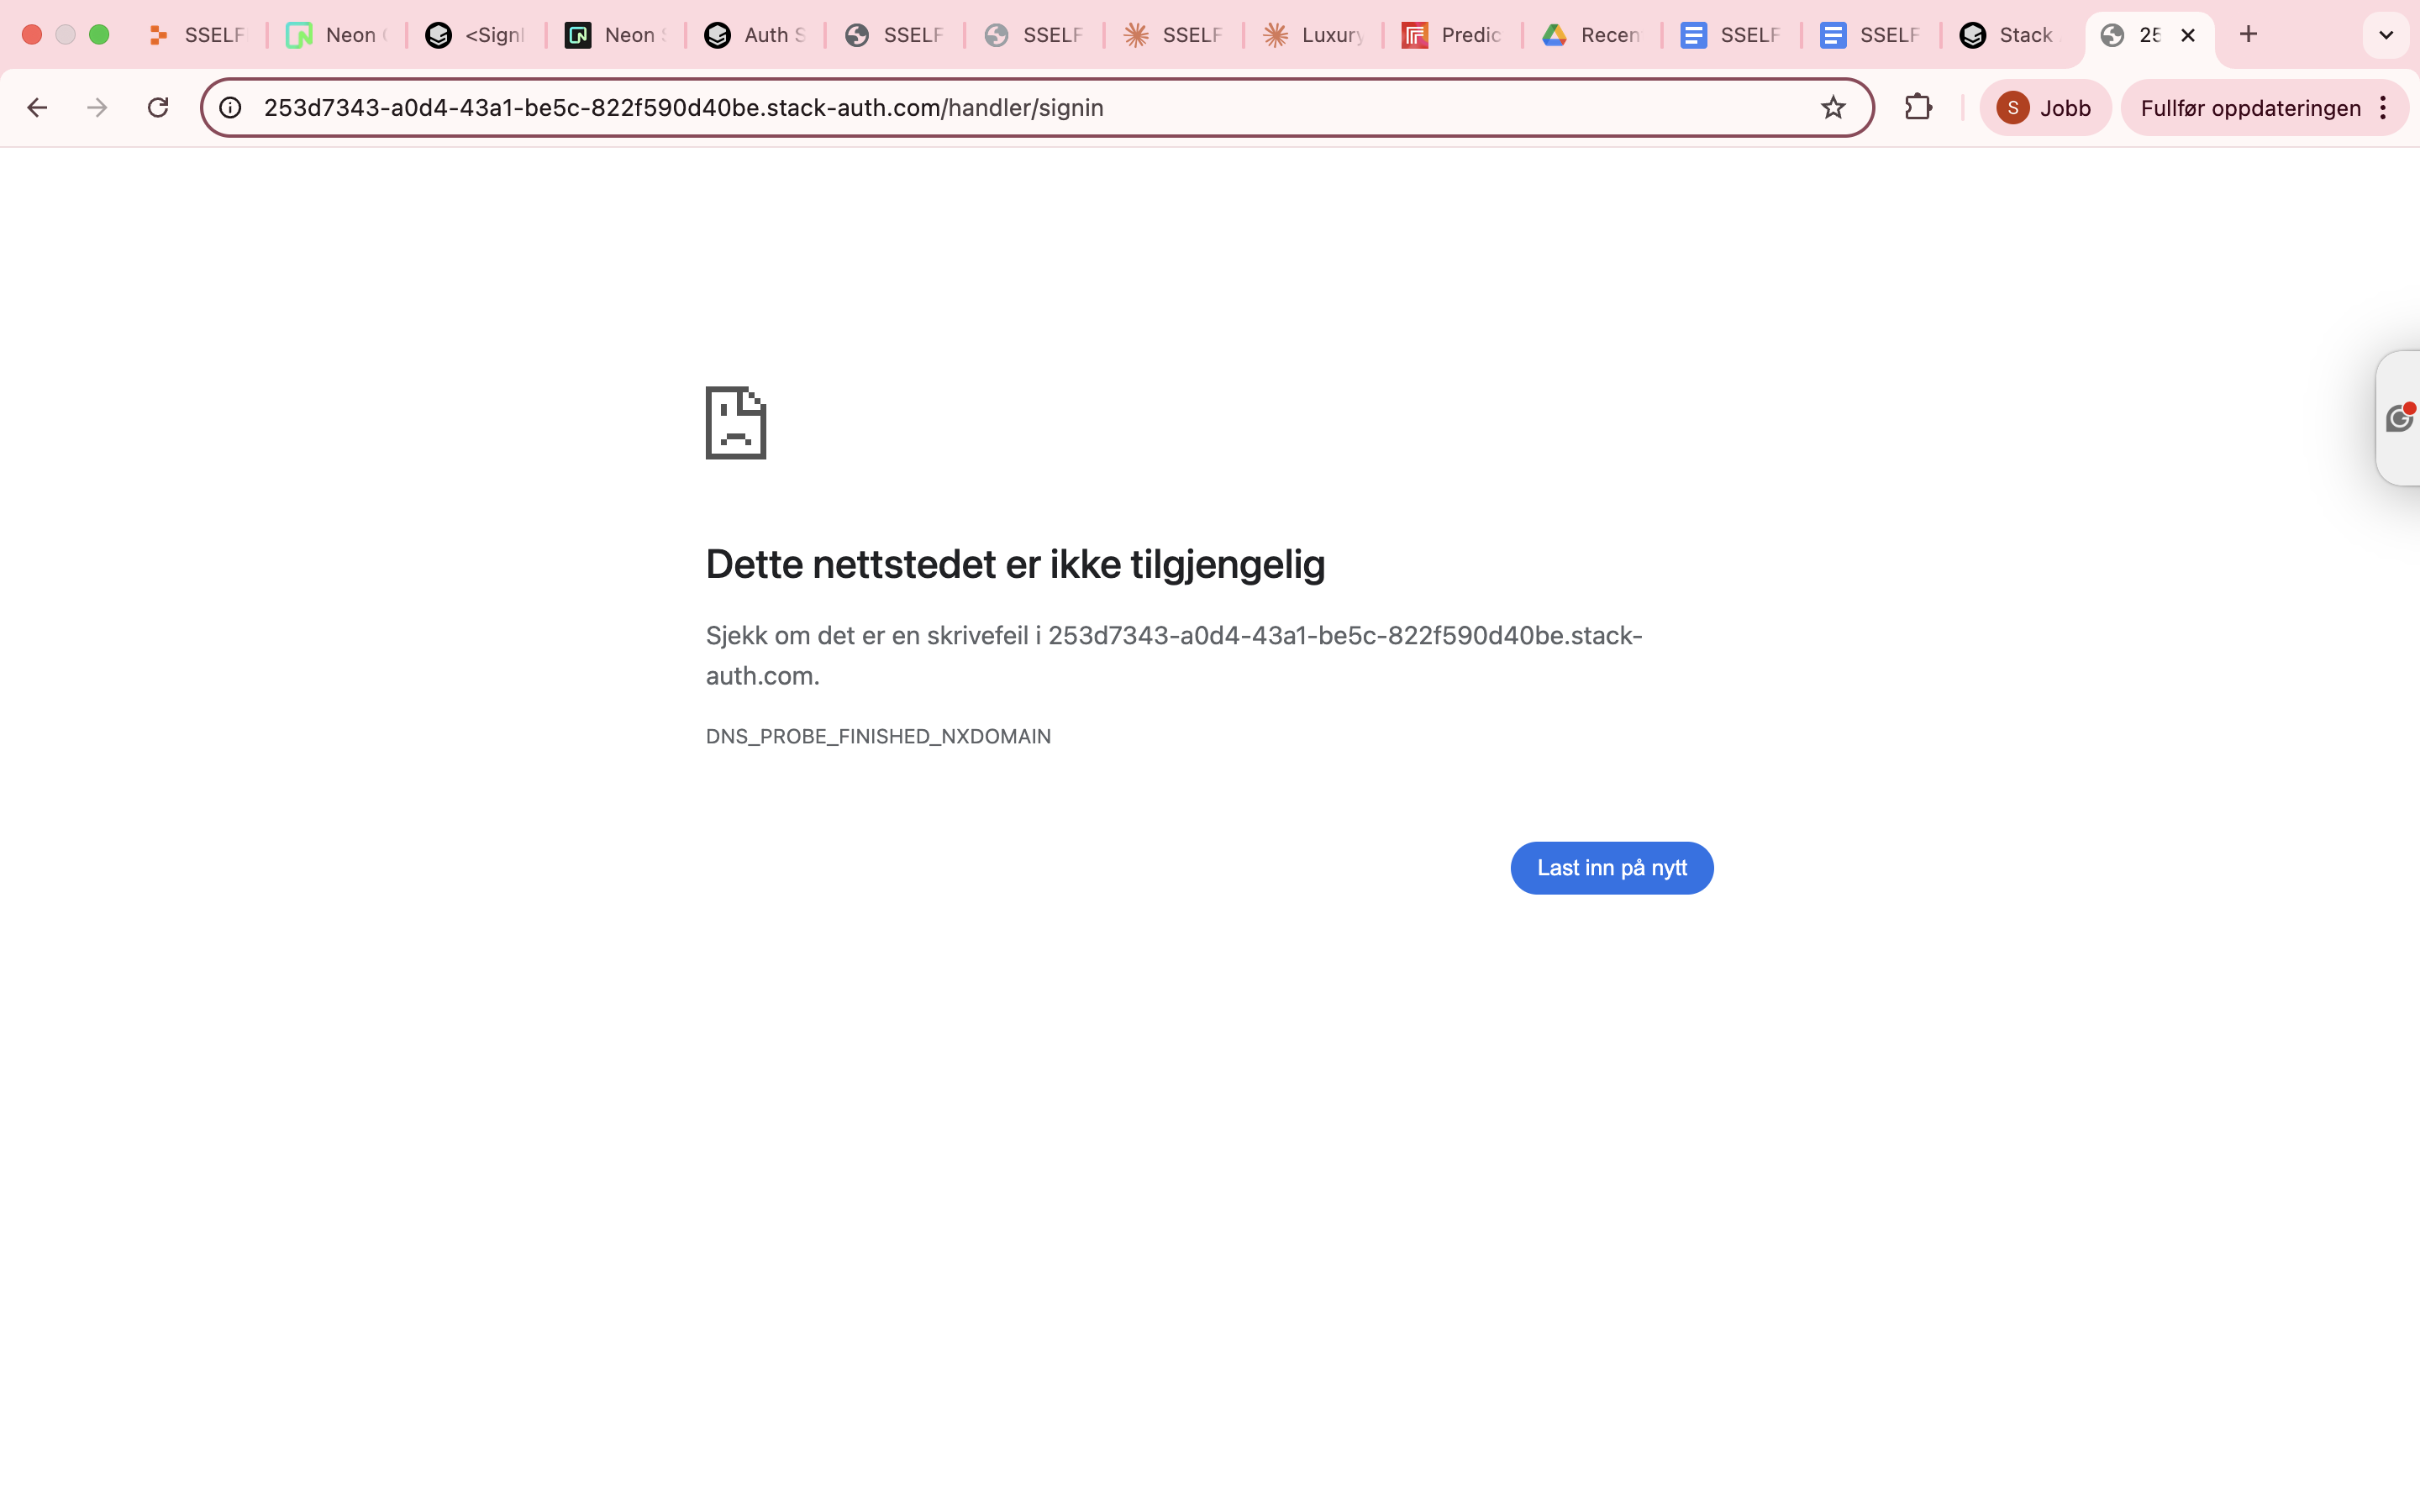 SSELF Neon <SignI Neon Auth S SSELF SSELF SSELF Luxury Predic Recen SSELF SSELF Stack 25
253d7343-a0d4-43a1-be5c-822f590d40be.stack-auth.com/handler/signin S Jobb Fullfør oppdateringen
Dette nettstedet er ikke tilgjengelig
Sjekk om det er en skrivefeil i 253d7343-a0d4-43a1-be5c-822f590d40be.stack-
auth.com.
DNS_PROBE_FINISHED_NXDOMAIN
Last inn på nytt